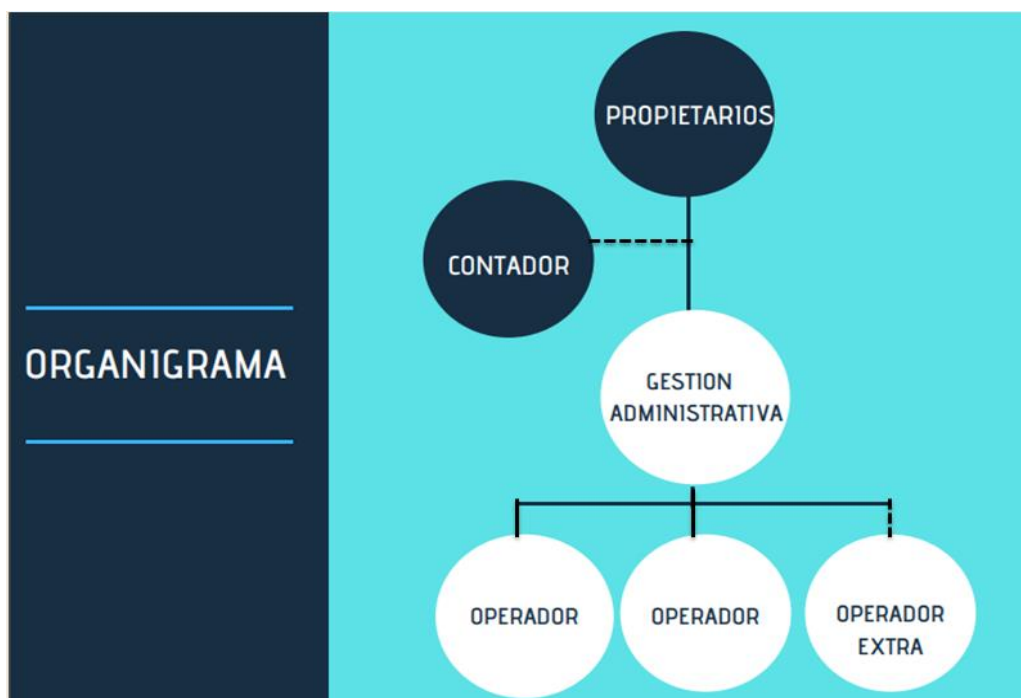 ORGANIGRAMA
PROPIETARIOS
CONTADOR
GESTION
ADMINISTRATIVA
OPERADOR
OPERADOR
OPERADOR
EXTRA